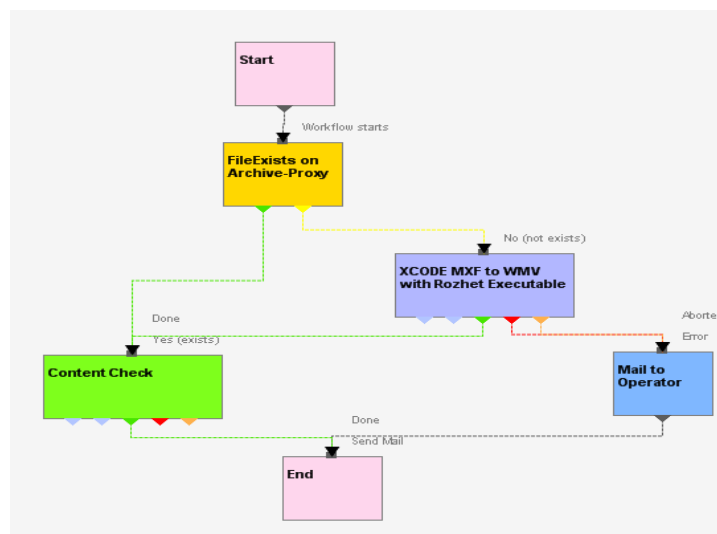 Start
Workflow starts
FileExists on
Archive-Proxy
No (not exists)
XCODE MXF to WMV
with Rozhet Executable
Done
Yes (exists)
Aborte
Error
Content Check
Mail to
Operator
Done
Send Mail
End